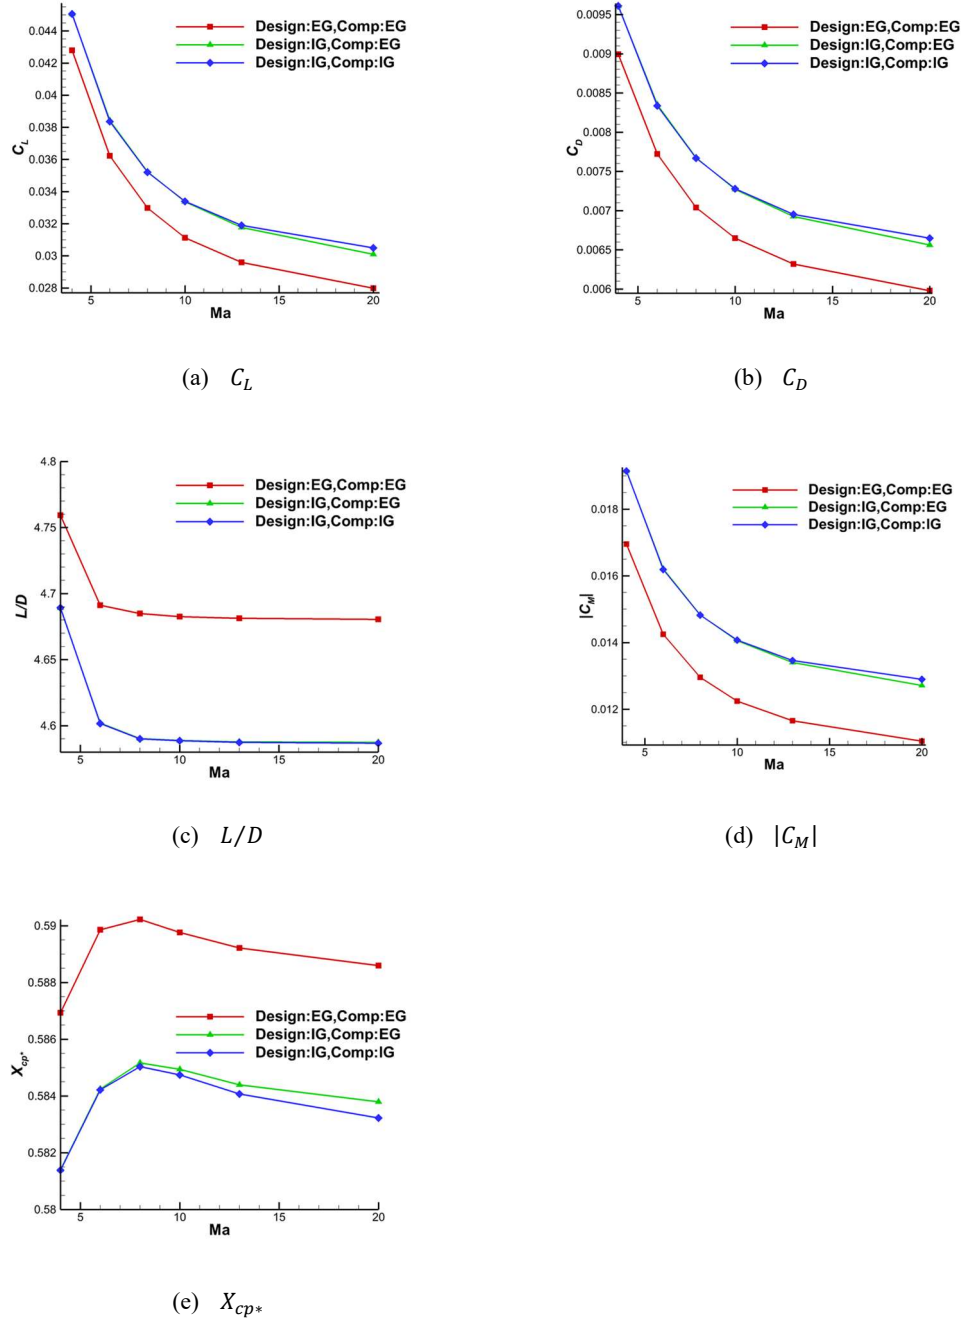 0.044
0.042
0.04
0.038
0.036
0.034
0.032
0.03
0.028
C_L
5
10
15
20
Ma
Design:EG,Comp:EG
Design:IG,Comp:EG
Design:IG,Comp:IG
(a) C_L
0.0095
0.009
0.0085
0.008
0.0075
0.007
0.0065
0.006
C_D
5
10
15
20
Ma
Design:EG,Comp:EG
Design:IG,Comp:EG
Design:IG,Comp:IG
(b) C_D
4.8
4.75
4.7
4.65
4.6
L/D
5
10
15
20
Ma
Design:EG,Comp:EG
Design:IG,Comp:EG
Design:IG,Comp:IG
(c) L/D
0.018
0.016
0.014
0.012
|C_M|
5
10
15
20
Ma
Design:EG,Comp:EG
Design:IG,Comp:EG
Design:IG,Comp:IG
(d) |C_M|
0.59
0.588
0.586
0.584
0.582
0.58
X_cp*
5
10
15
20
Ma
Design:EG,Comp:EG
Design:IG,Comp:EG
Design:IG,Comp:IG
(e) X_cp*